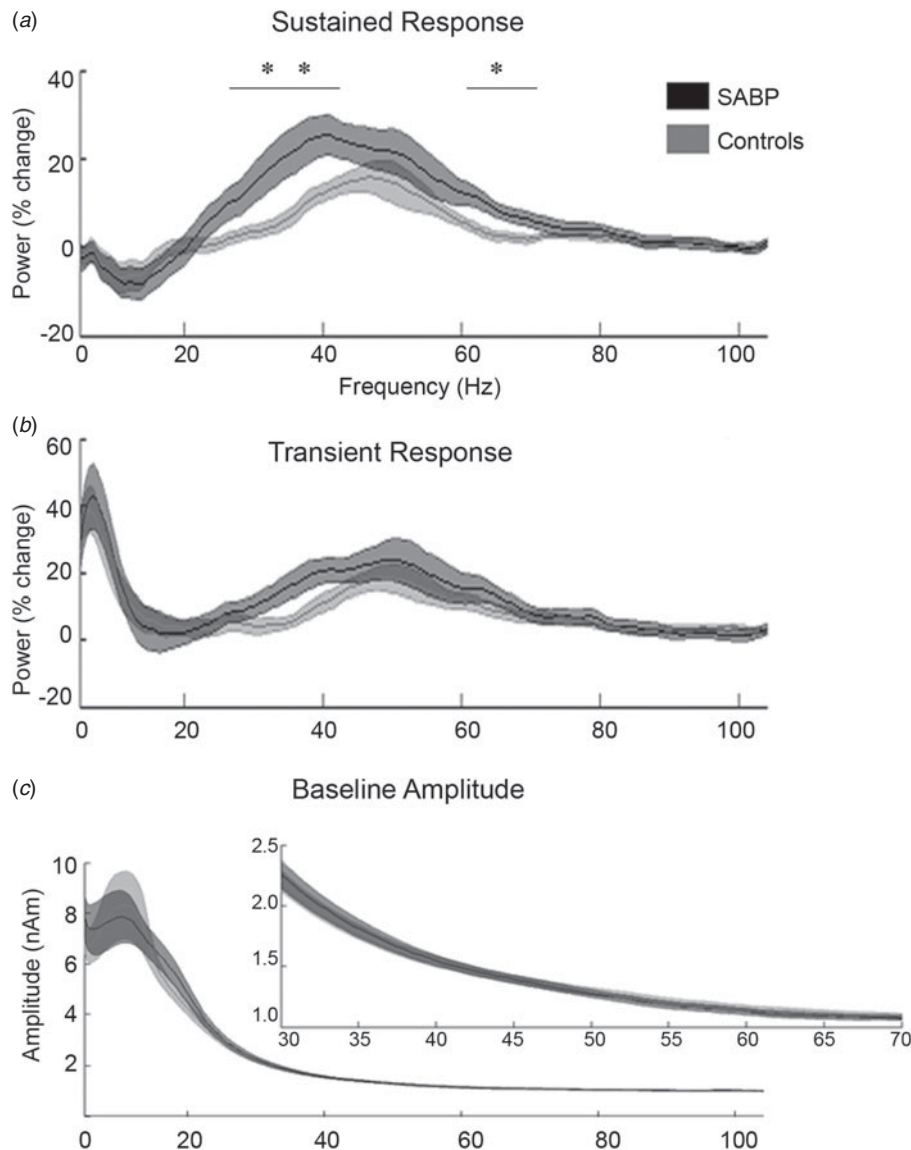 (a)
Sustained Response
* *
*
40
20
0
-20
Power (% change)
SABP
Controls
0 20 40 60 80 100
Frequency (Hz)
(b)
Transient Response
60
40
20
0
-20
Power (% change)
0 20 40 60 80 100
(c)
Baseline Amplitude
10
8
6
4
2
Amplitude (nAm)
2.5
2.0
1.5
1.0
30 35 40 45 50 55 60 65 70
0 20 40 60 80 100